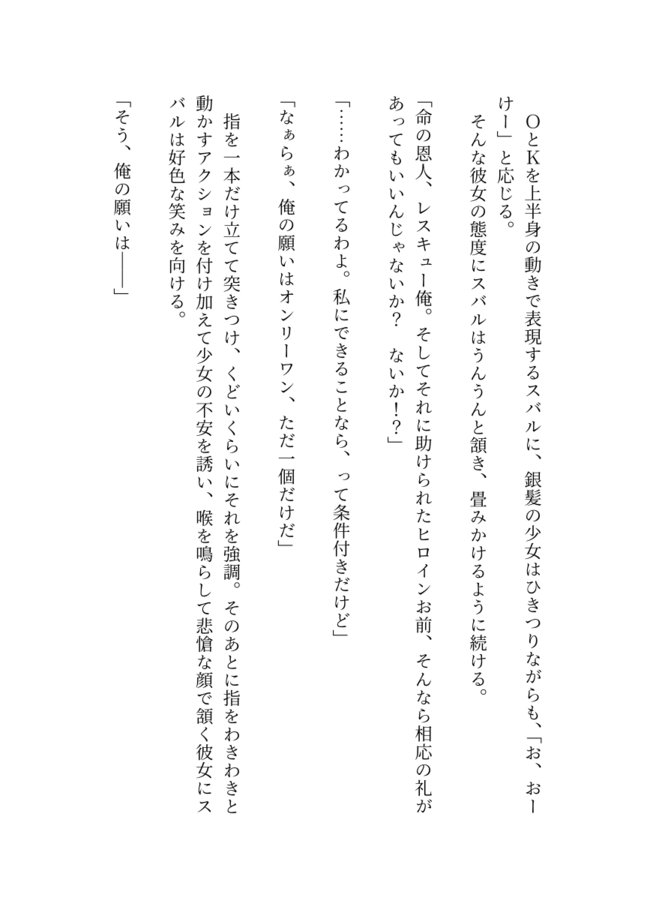 ＯとＫを上半身の動きで表現するスバルに、銀髪の少女はひきつりながらも、「お、おー
けー」と応じる。
　そんな彼女の態度にスバルはうんうんと頷き、畳みかけるように続ける。
「命の恩人、レスキュー俺。そしてそれに助けられたヒロインお前、そんなら相応の礼が
あってもいいんじゃないか？　ないか！？」
「……わかってるわよ。私にできることなら、って条件付きだけど」
「なぁらぁ、俺の願いはオンリーワン、ただ一個だけだ」
　指を一本だけ立てて突きつけ、くどいくらいにそれを強調。そのあとに指をわきわきと
動かすアクションを付け加えて少女の不安を誘い、喉を鳴らして悲愴な顔で頷く彼女にス
バルは好色な笑みを向ける。
「そう、俺の願いは――」